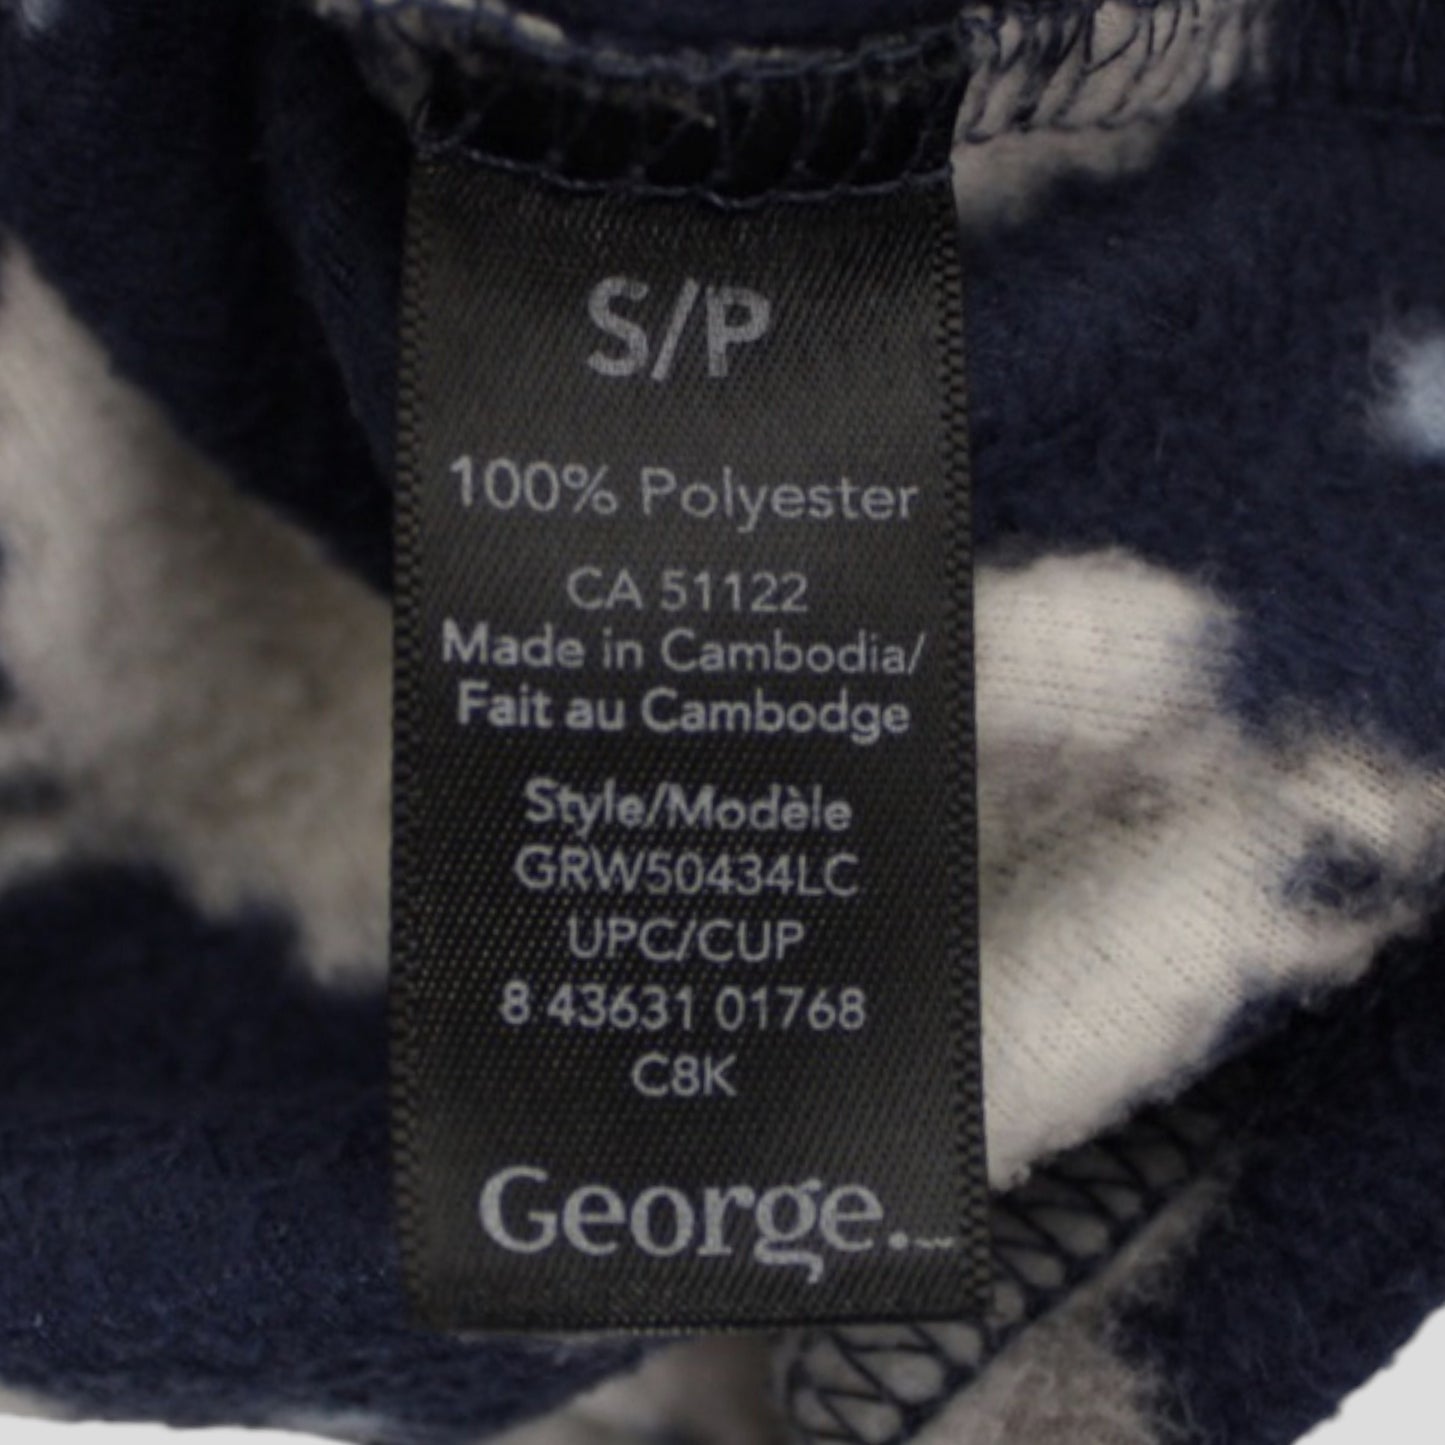 S/P
100% Polyester
CA 51122
Made in Cambodia/
Fait au Cambodge
Style/Modèle
GRW50434LC
UPC/CUP
8 43631 01768
C8K
George.